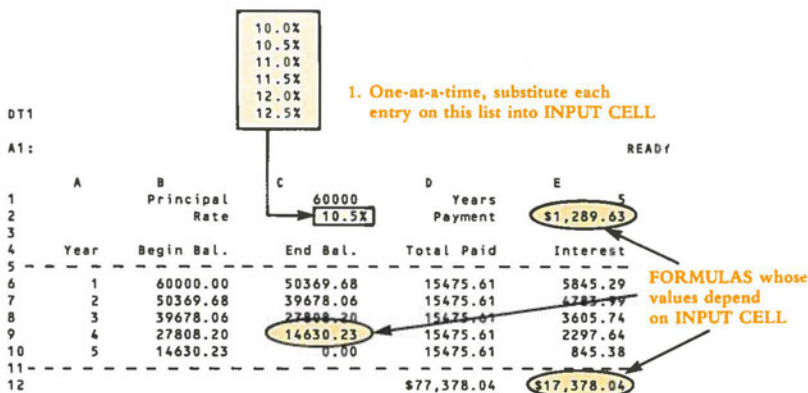 10.0%
10.5%
11.0%
11.5%
12.0%
12.5%
1. One-at-a-time, substitute each
entry on this list into INPUT CELL
DT1
A1: READY
A B C D E
1 Principal 60000 Years 5
2 Rate 10.5% Payment $1,289.63
3
4 Year Begin Bal. End Bal. Total Paid Interest
5
6 1 60000.00 50369.68 15475.61 5845.29
7 2 50369.68 39678.06 15475.61 4783.99
8 3 39678.06 27808.20 15475.61 3605.74
9 4 27808.20 14630.23 15475.61 2297.64
10 5 14630.23 0.00 15475.61 845.38
11
12 $77,378.04 $17,378.04
FORMULAS whose
values depend
on INPUT CELL